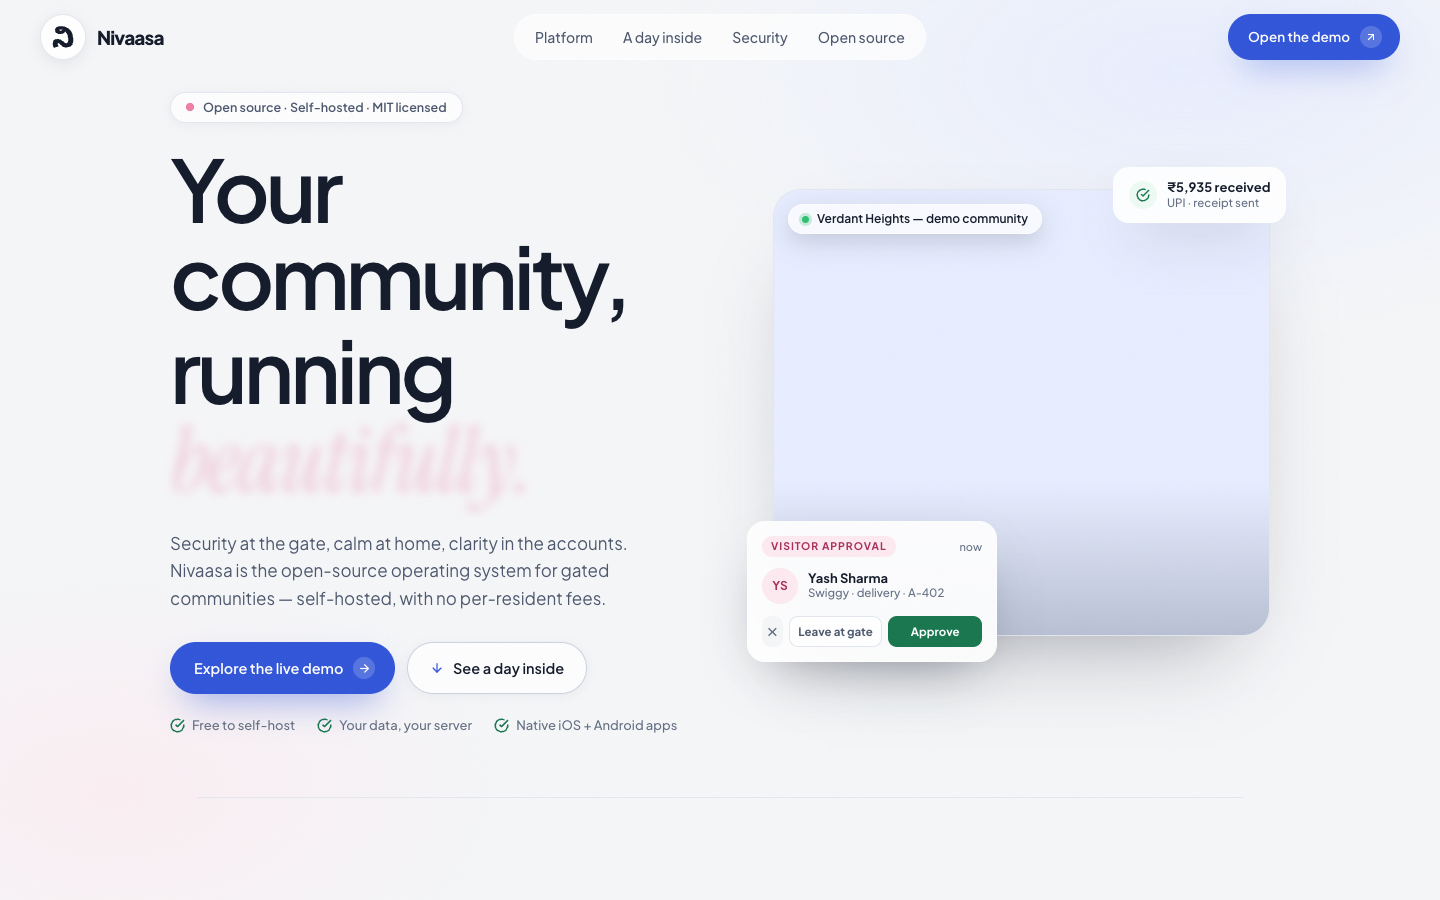 Nivaasa
Platform
A day inside
Security
Open source
Open the demo
Open source · Self-hosted · MIT licensed
Your
community,
running
beautifully.
Security at the gate, calm at home, clarity in the accounts.
Nivaasa is the open-source operating system for gated
communities — self-hosted, with no per-resident fees.
Explore the live demo
See a day inside
Free to self-host
Your data, your server
Native iOS + Android apps
Verdant Heights — demo community
₹5,935 received
UPI · receipt sent
VISITOR APPROVAL
now
YS
Yash Sharma
Swiggy · delivery · A-402
Leave at gate
Approve